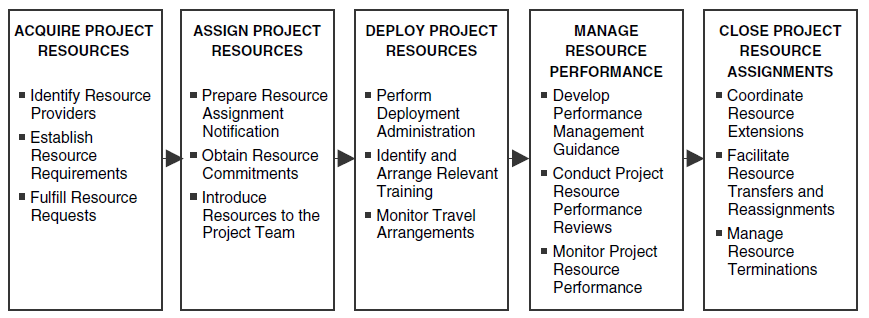 ACQUIRE PROJECT
RESOURCES
▪ Identify Resource
Providers
▪ Establish
Resource
Requirements
▪ Fulfill Resource
Requests
ASSIGN PROJECT
RESOURCES
▪ Prepare Resource
Assignment
Notification
▪ Obtain Resource
Commitments
▪ Introduce
Resources to the
Project Team
DEPLOY PROJECT
RESOURCES
▪ Perform
Deployment
Administration
▪ Identify and
Arrange Relevant
Training
▪ Monitor Travel
Arrangements
MANAGE
RESOURCE
PERFORMANCE
▪ Develop
Performance
Management
Guidance
▪ Conduct Project
Resource
Performance
Reviews
▪ Monitor Project
Resource
Performance
CLOSE PROJECT
RESOURCE
ASSIGNMENTS
▪ Coordinate
Resource
Extensions
▪ Facilitate
Resource
Transfers and
Reassignments
▪ Manage
Resource
Terminations